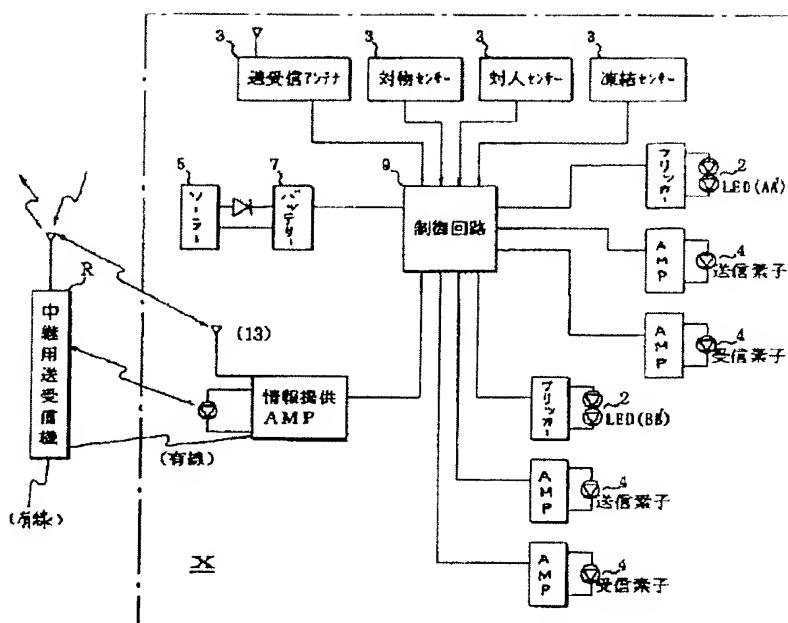 3
送受信アンテナ
3
対物センサー
3
対人センサー
3
凍結センサー
5
ソーラー
7
バッテリー
9
制御回路
フリッカー
2
LED(AA')
AMP
4
送信素子
AMP
4
受信素子
R
中継用送受信機
(13)
情報提供
AMP
(有線)
(有線)
フリッカー
2
LED(BB')
AMP
4
送信素子
AMP
4
受信素子
X